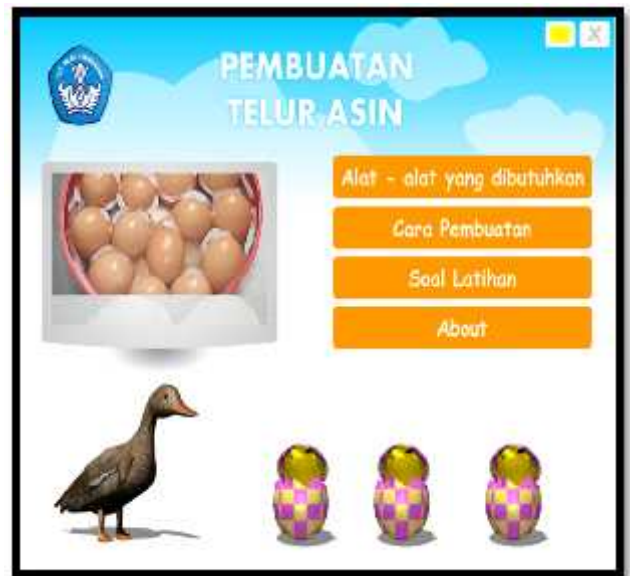 PEMBUATAN
TELUR ASIN
X
Alat - alat yang dibutuhkan
Cara Pembuatan
Soal Latihan
About